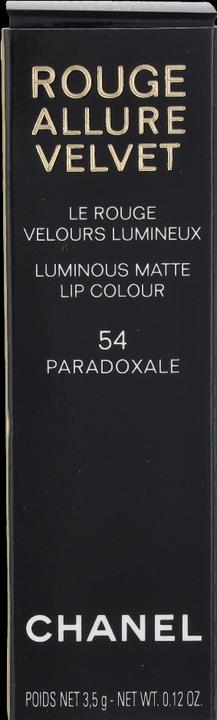 ROUGE
ALLURE
VELVET
LE ROUGE
VELOURS LUMINEUX
LUMINOUS MATTE
LIP COLOUR
54
PARADOXALE
CHANEL
POIDS NET 3,5 g - NET WT. 0.12 OZ.